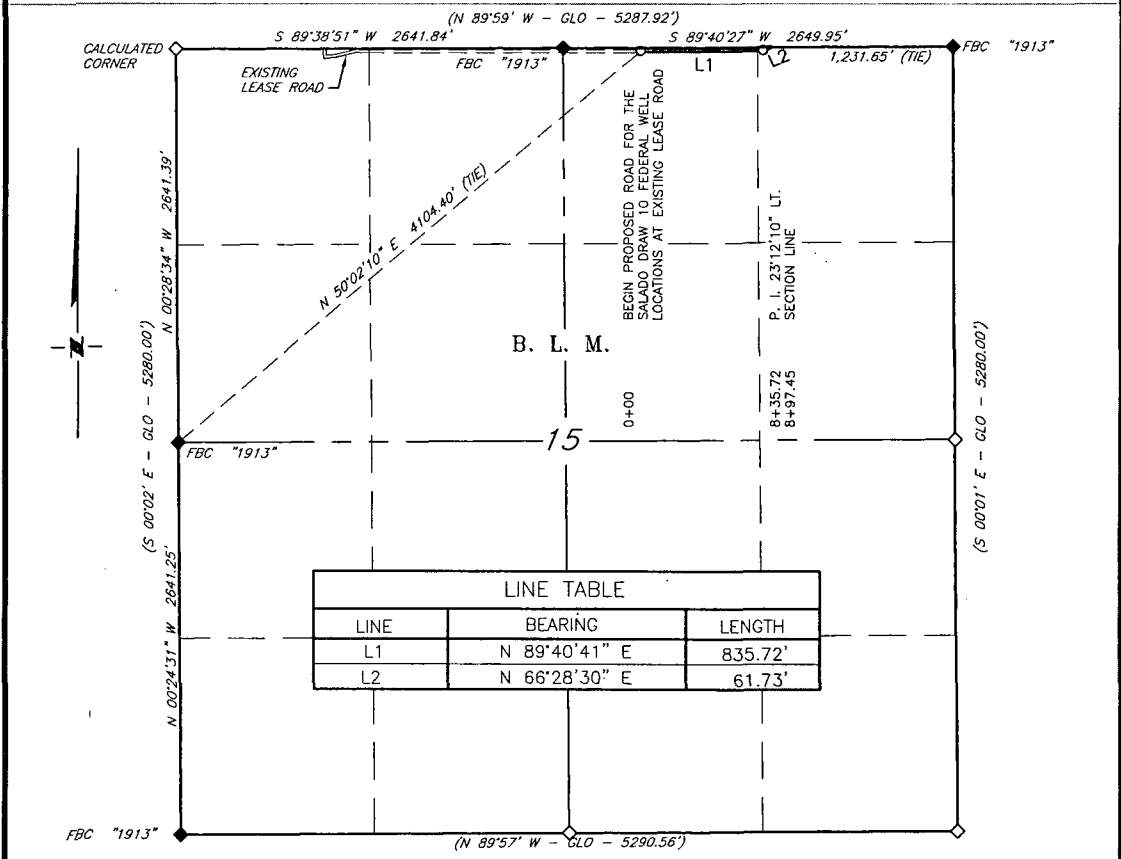 (N 89°59' W - GLO - 5287.92')
S 89°38'51" W 2641.84'
S 89°40'27" W 2649.95'
CALCULATED
CORNER
EXISTING
LEASE ROAD
FBC "1913"
L1
L2
1,231.65' (TIE)
FBC "1913"
N 00°28'34" W 2641.39'
N 50°02'10" E 4104.40' (TIE)
BEGIN PROPOSED ROAD FOR THE
SALADO DRAW 10 FEDERAL WELL
LOCATIONS AT EXISTING LEASE ROAD
0+00
P. I. 23°12'10" LT.
SECTION LINE
8+35.72
8+97.45
N
B. L. M.
(S 00°02' E - GLO - 5280.00')
(S 00°01' E - GLO - 5280.00')
15
FBC "1913"
N 00°24'31" W 2641.25'
LINE TABLE
LINE BEARING LENGTH
L1 N 89°40'41" E 835.72'
L2 N 66°28'30" E 61.73'
FBC "1913"
(N 89°57' W - GLO - 5290.56')